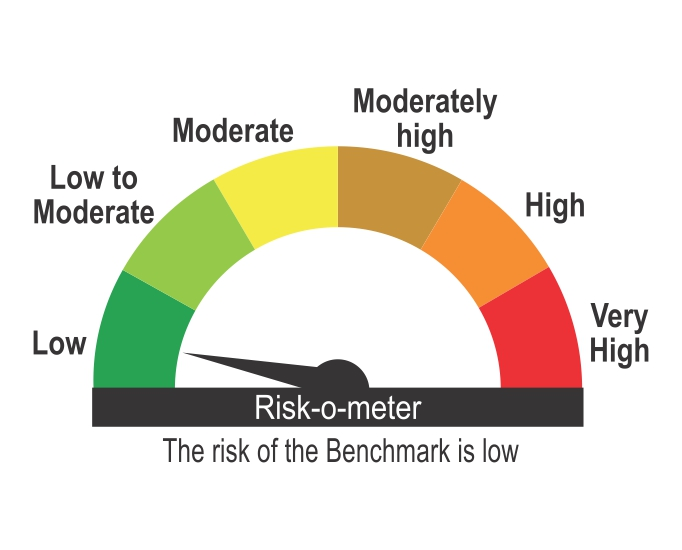 Moderately
high
Moderate
Low to
Moderate
High
Low
Very
High
Risk-o-meter
The risk of the Benchmark is low